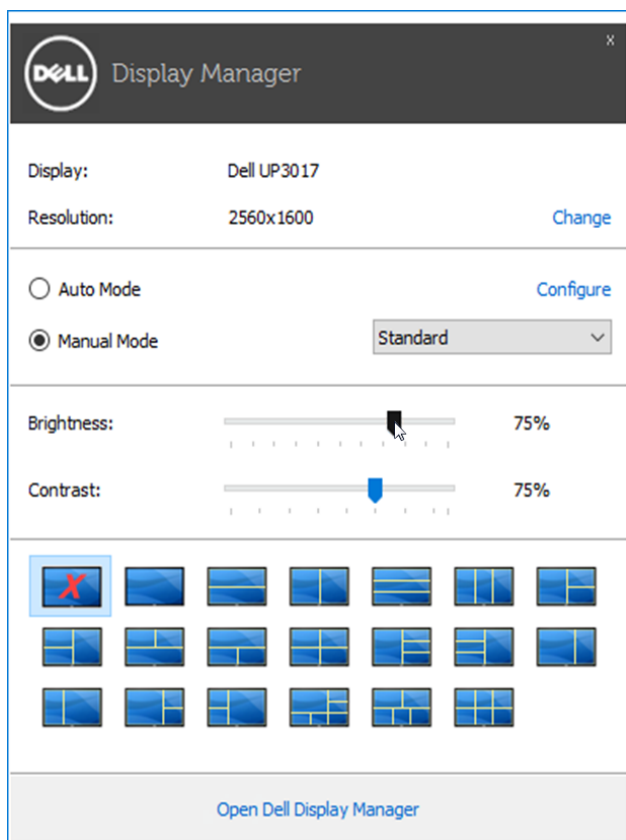 x
DELL Display Manager
Display: Dell UP3017
Resolution: 2560x1600 Change
Auto Mode Configure
Manual Mode Standard
Brightness: 75%
Contrast: 75%
X
Open Dell Display Manager